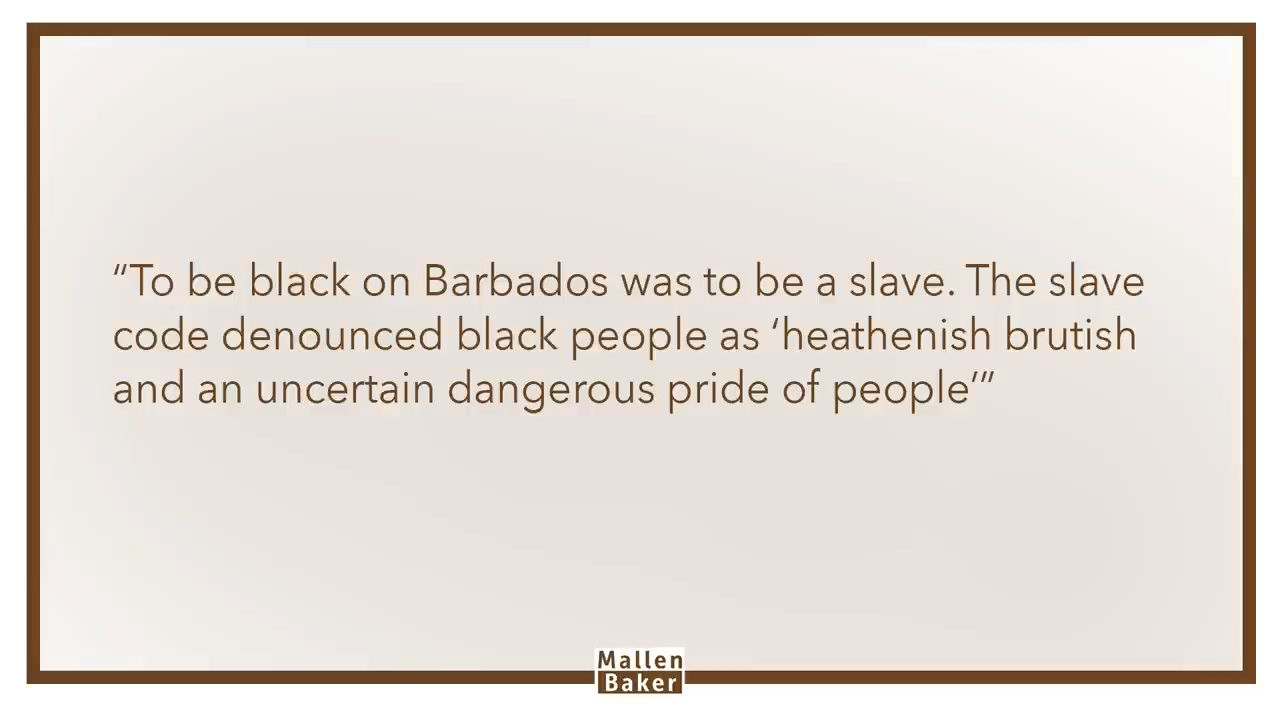 “To be black on Barbados was to be a slave. The slave
code denounced black people as ‘heathenish brutish
and an uncertain dangerous pride of people’”
Mallen
Baker